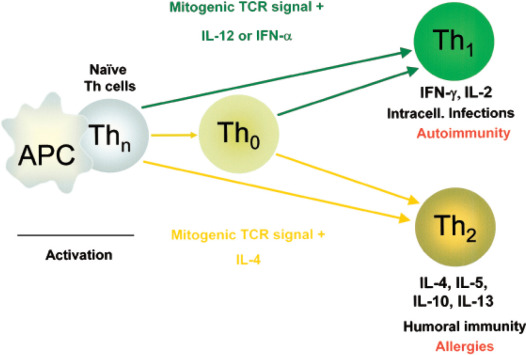 Mitogenic TCR signal +
IL-12 or IFN-α
Th1
Naïve
Th cells
IFN-γ, IL-2
Intracell. Infections
Autoimmunity
APC
Thn
Th0
Th2
Mitogenic TCR signal +
IL-4
Activation
IL-4, IL-5,
IL-10, IL-13
Humoral immunity
Allergies